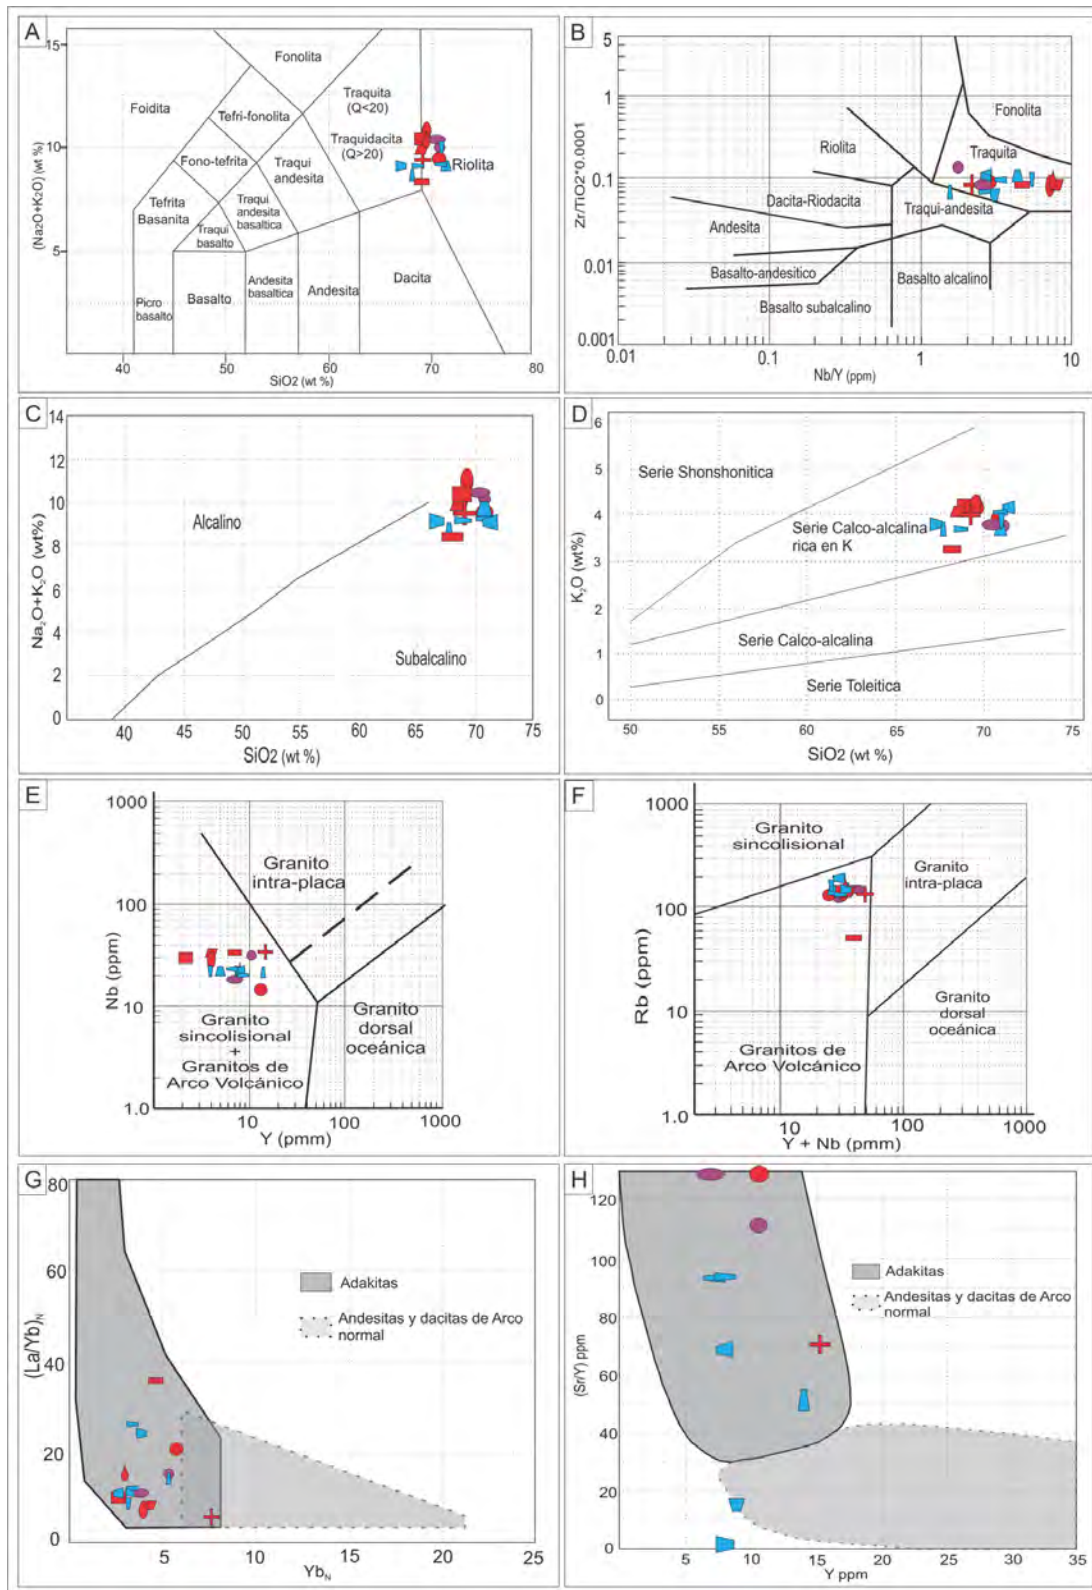 A
15
10
5
(Na2O+K2O) (wt %)
Fonolita
Foidita
Tefri-fonolita
Traquita
(Q<20)
Traquidacita
(Q>20)
Riolita
Fono-tefrita
Traqui
andesita
Tefrita
Basanita
Traqui
andesita
basaltica
Traqui
basalto
Picro
basalto
Basalto
Andesita
basaltica
Andesita
Dacita
40
50
60
70
80
SiO2 (wt %)
B
5
1
0.1
0.01
0.001
Zr/TiO2*0.0001
Fonolita
Riolita
Traquita
Dacita-Riodacita
Traqui-andesita
Andesita
Basalto-andesitico
Basalto alcalino
Basalto subalcalino
0.01
0.1
1
10
Nb/Y (ppm)
C
14
12
10
8
6
4
2
0
Na2O+K2O (wt%)
Alcalino
Subalcalino
40
45
50
55
60
65
70
75
SiO2 (wt %)
D
6
5
4
3
2
1
0
K2O (wt%)
Serie Shonshonitica
Serie Calco-alcalina
rica en K
Serie Calco-alcalina
Serie Toleitica
50
55
60
65
70
75
SiO2 (wt %)
E
1000
100
10
1.0
Nb (ppm)
Granito
intra-placa
Granito
sincolisional
+
Granitos de
Arco Volcánico
Granito
dorsal
oceánica
10
100
1000
Y (pmm)
F
1000
100
10
1.0
Rb (ppm)
Granito
sincolisional
Granito
intra-placa
Granito
dorsal
oceánica
Granitos de
Arco Volcánico
10
100
1000
Y + Nb (pmm)
G
80
60
40
20
0
(La/Yb)N
Adakitas
Andesitas y dacitas de Arco
normal
5
10
15
20
25
YbN
H
120
100
80
60
40
20
0
(Sr/Y) ppm
Adakitas
Andesitas y dacitas de Arco
normal
5
10
15
20
25
30
35
Y ppm